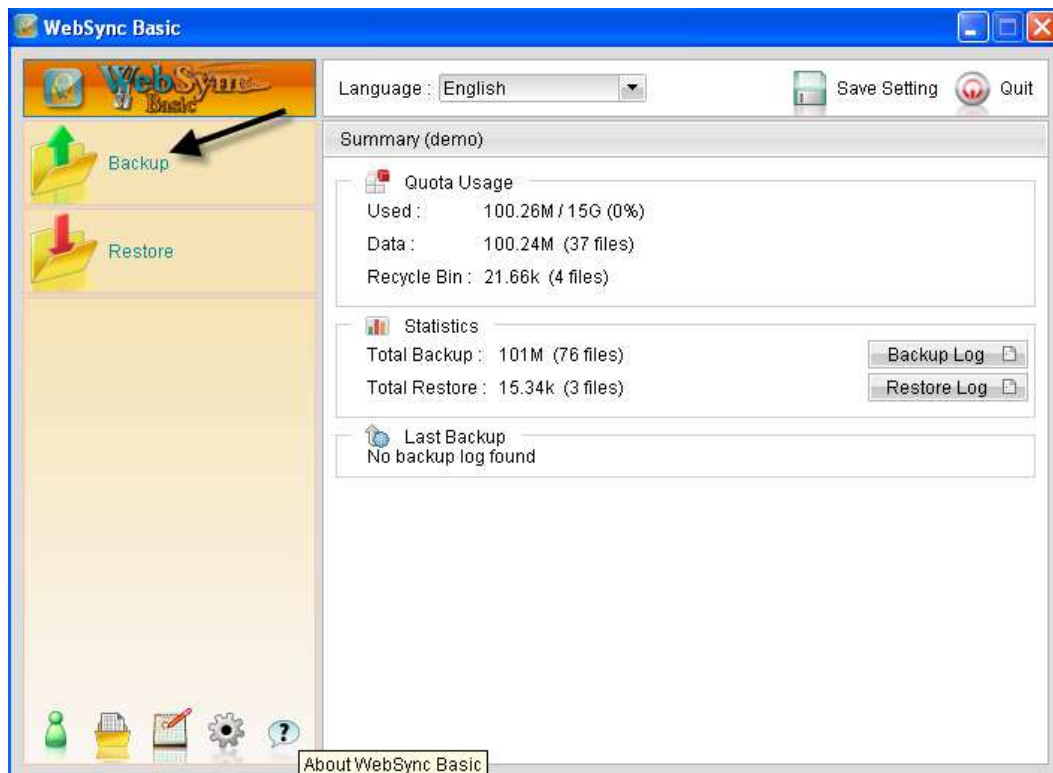 WebSync Basic
WebSync
Basic
Language : English
Save Setting
Quit
Backup
Restore
Summary (demo)
Quota Usage
Used : 100.26M / 15G (0%)
Data : 100.24M (37 files)
Recycle Bin : 21.66k (4 files)
Statistics
Total Backup : 101M (76 files)
Backup Log
Total Restore : 15.34k (3 files)
Restore Log
Last Backup
No backup log found
?
About WebSync Basic